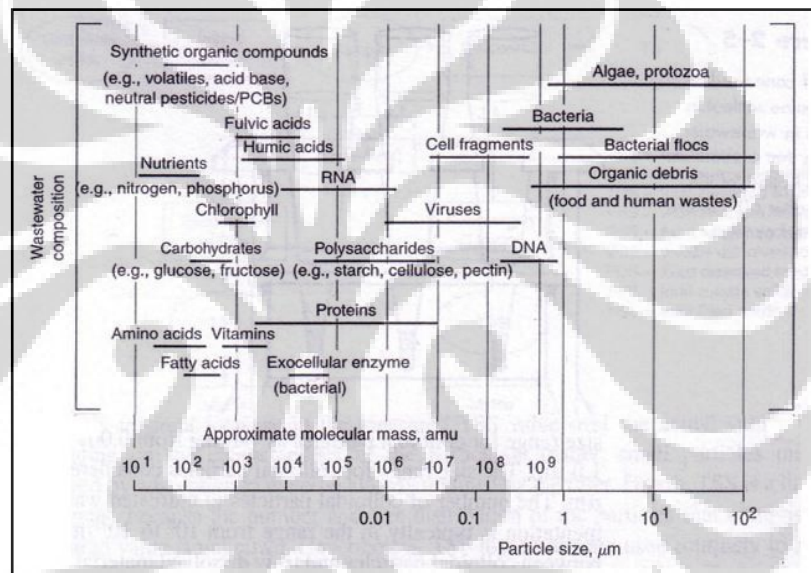 Synthetic organic compounds
(e.g., volatiles, acid base,
neutral pesticides/PCBs)
Algae, protozoa
Fulvic acids
Bacteria
Humic acids
Cell fragments
Bacterial flocs
Nutrients
(e.g., nitrogen, phosphorus)
RNA
Organic debris
(food and human wastes)
Chlorophyll
Viruses
Carbohydrates
(e.g., glucose, fructose)
Polysaccharides
(e.g., starch, cellulose, pectin)
DNA
Proteins
Amino acids
Vitamins
Fatty acids
Exocellular enzyme
(bacterial)
Wastewater
composition
Approximate molecular mass, amu
10¹ 10² 10³ 10⁴ 10⁵ 10⁶ 10⁷ 10⁸ 10⁹
0.01 0.1 1 10¹ 10²
Particle size, μm